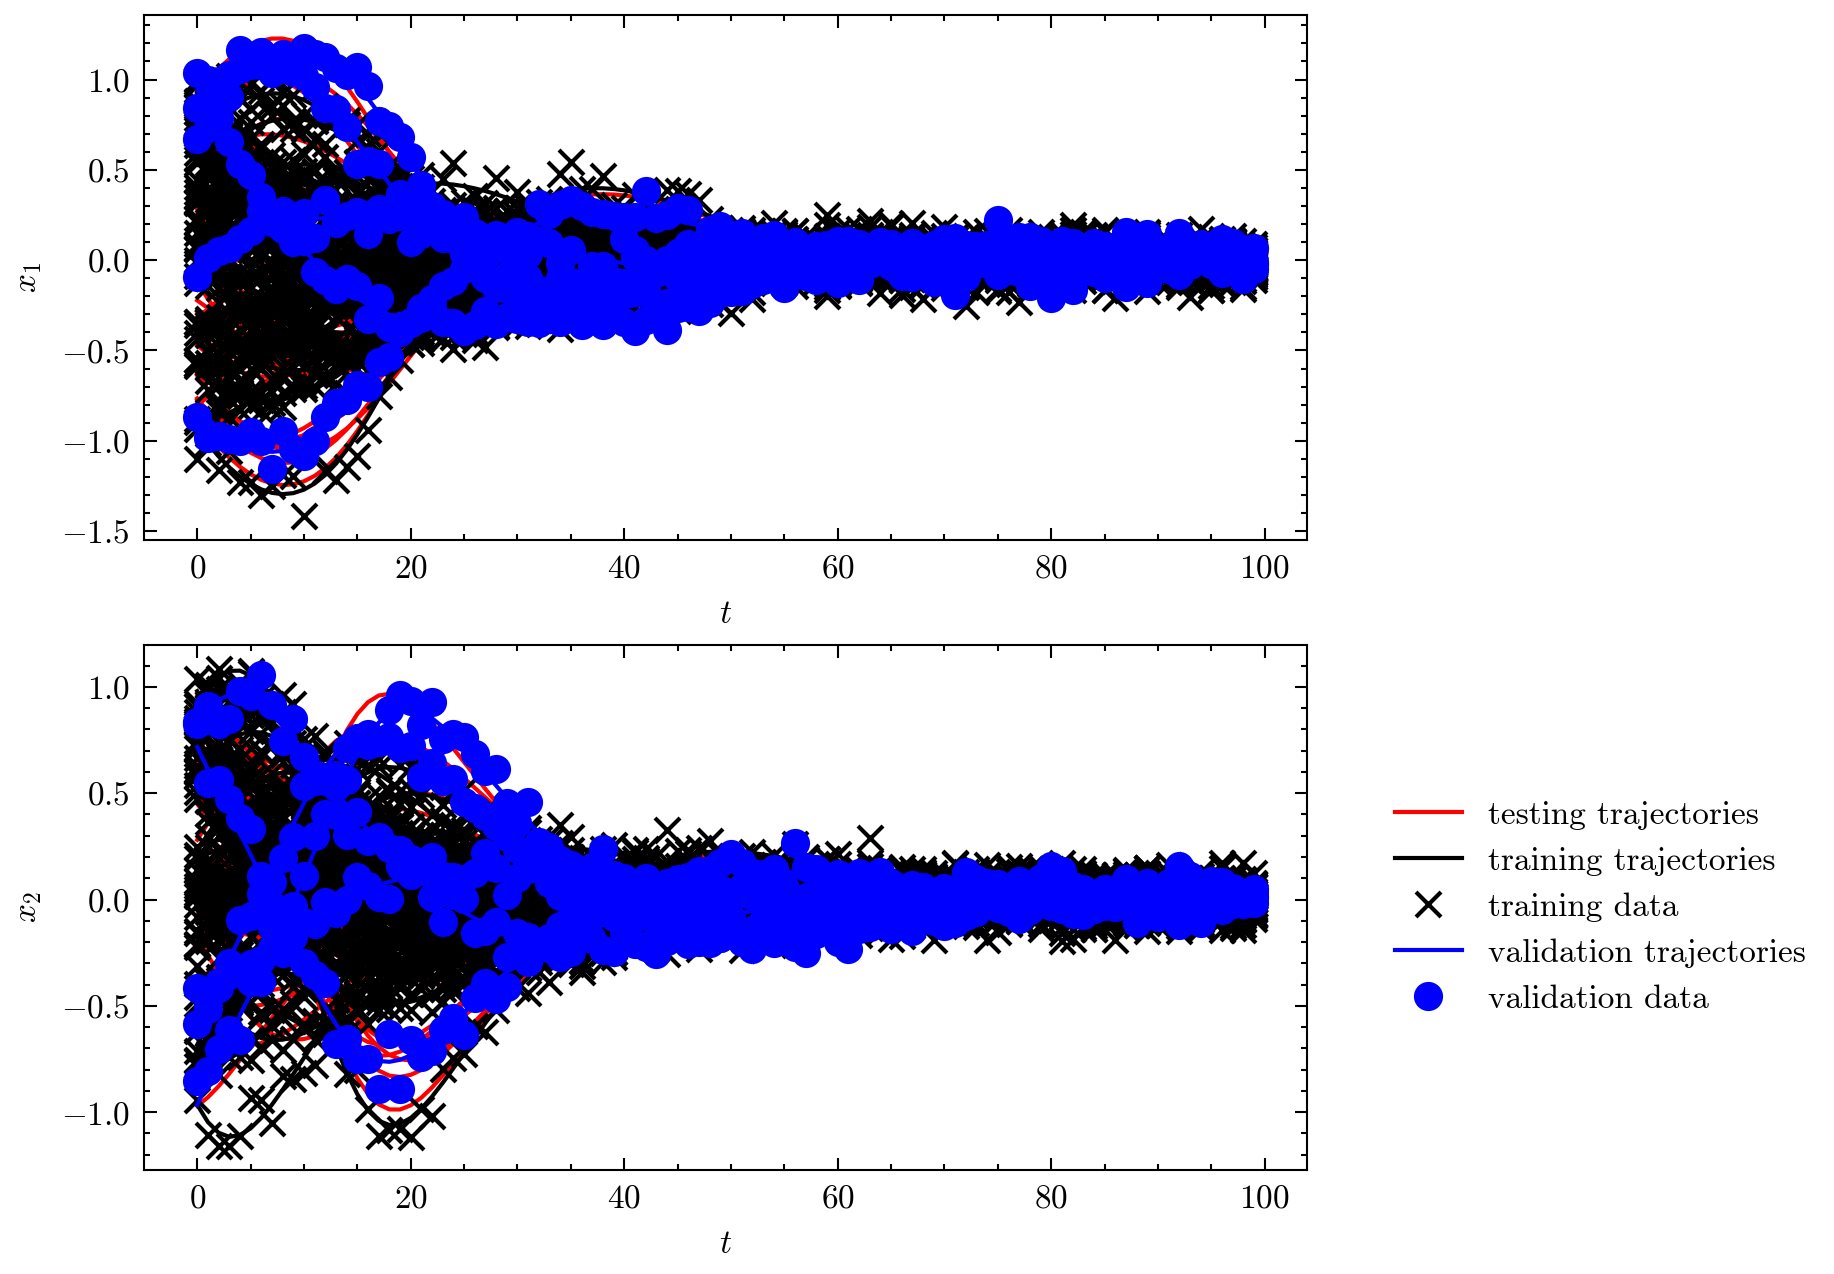 1.0
0.5
0.0
−0.5
−1.0
−1.5
x1
0 20 40 60 80 100
t
1.0
0.5
0.0
−0.5
−1.0
x2
0 20 40 60 80 100
t
testing trajectories
training trajectories
training data
validation trajectories
validation data